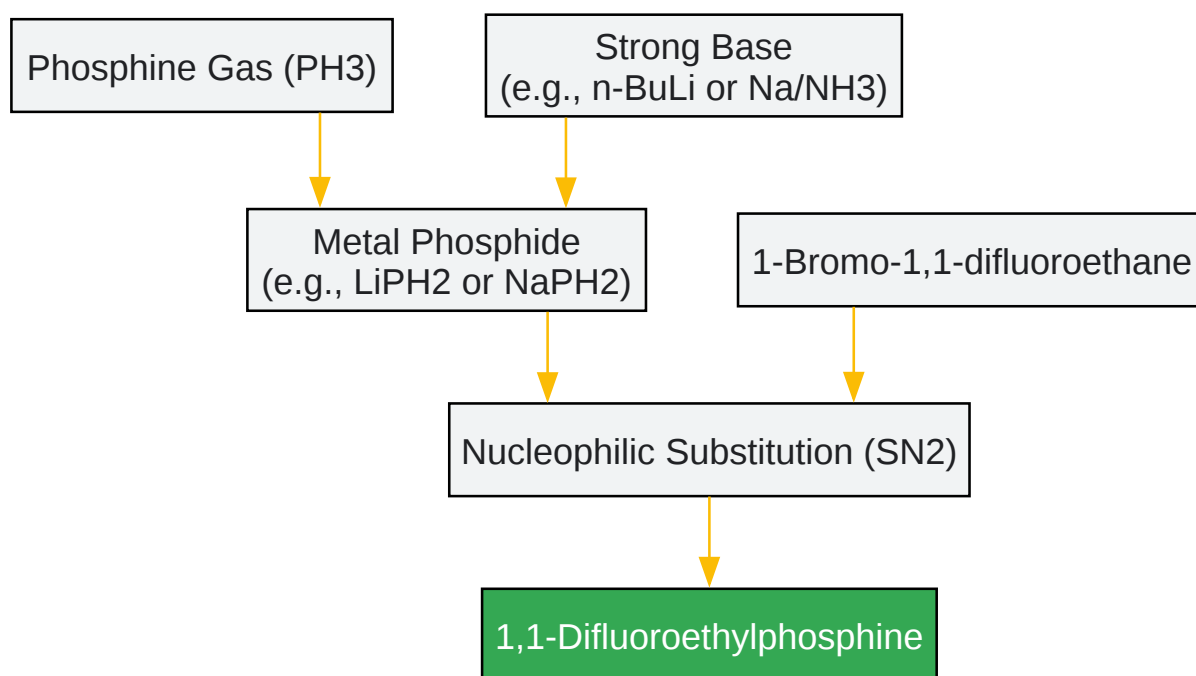 Phosphine Gas (PH3)
Strong Base
(e.g., n-BuLi or Na/NH3)
Metal Phosphide
(e.g., LiPH2 or NaPH2)
1-Bromo-1,1-difluoroethane
Nucleophilic Substitution (SN2)
1,1-Difluoroethylphosphine